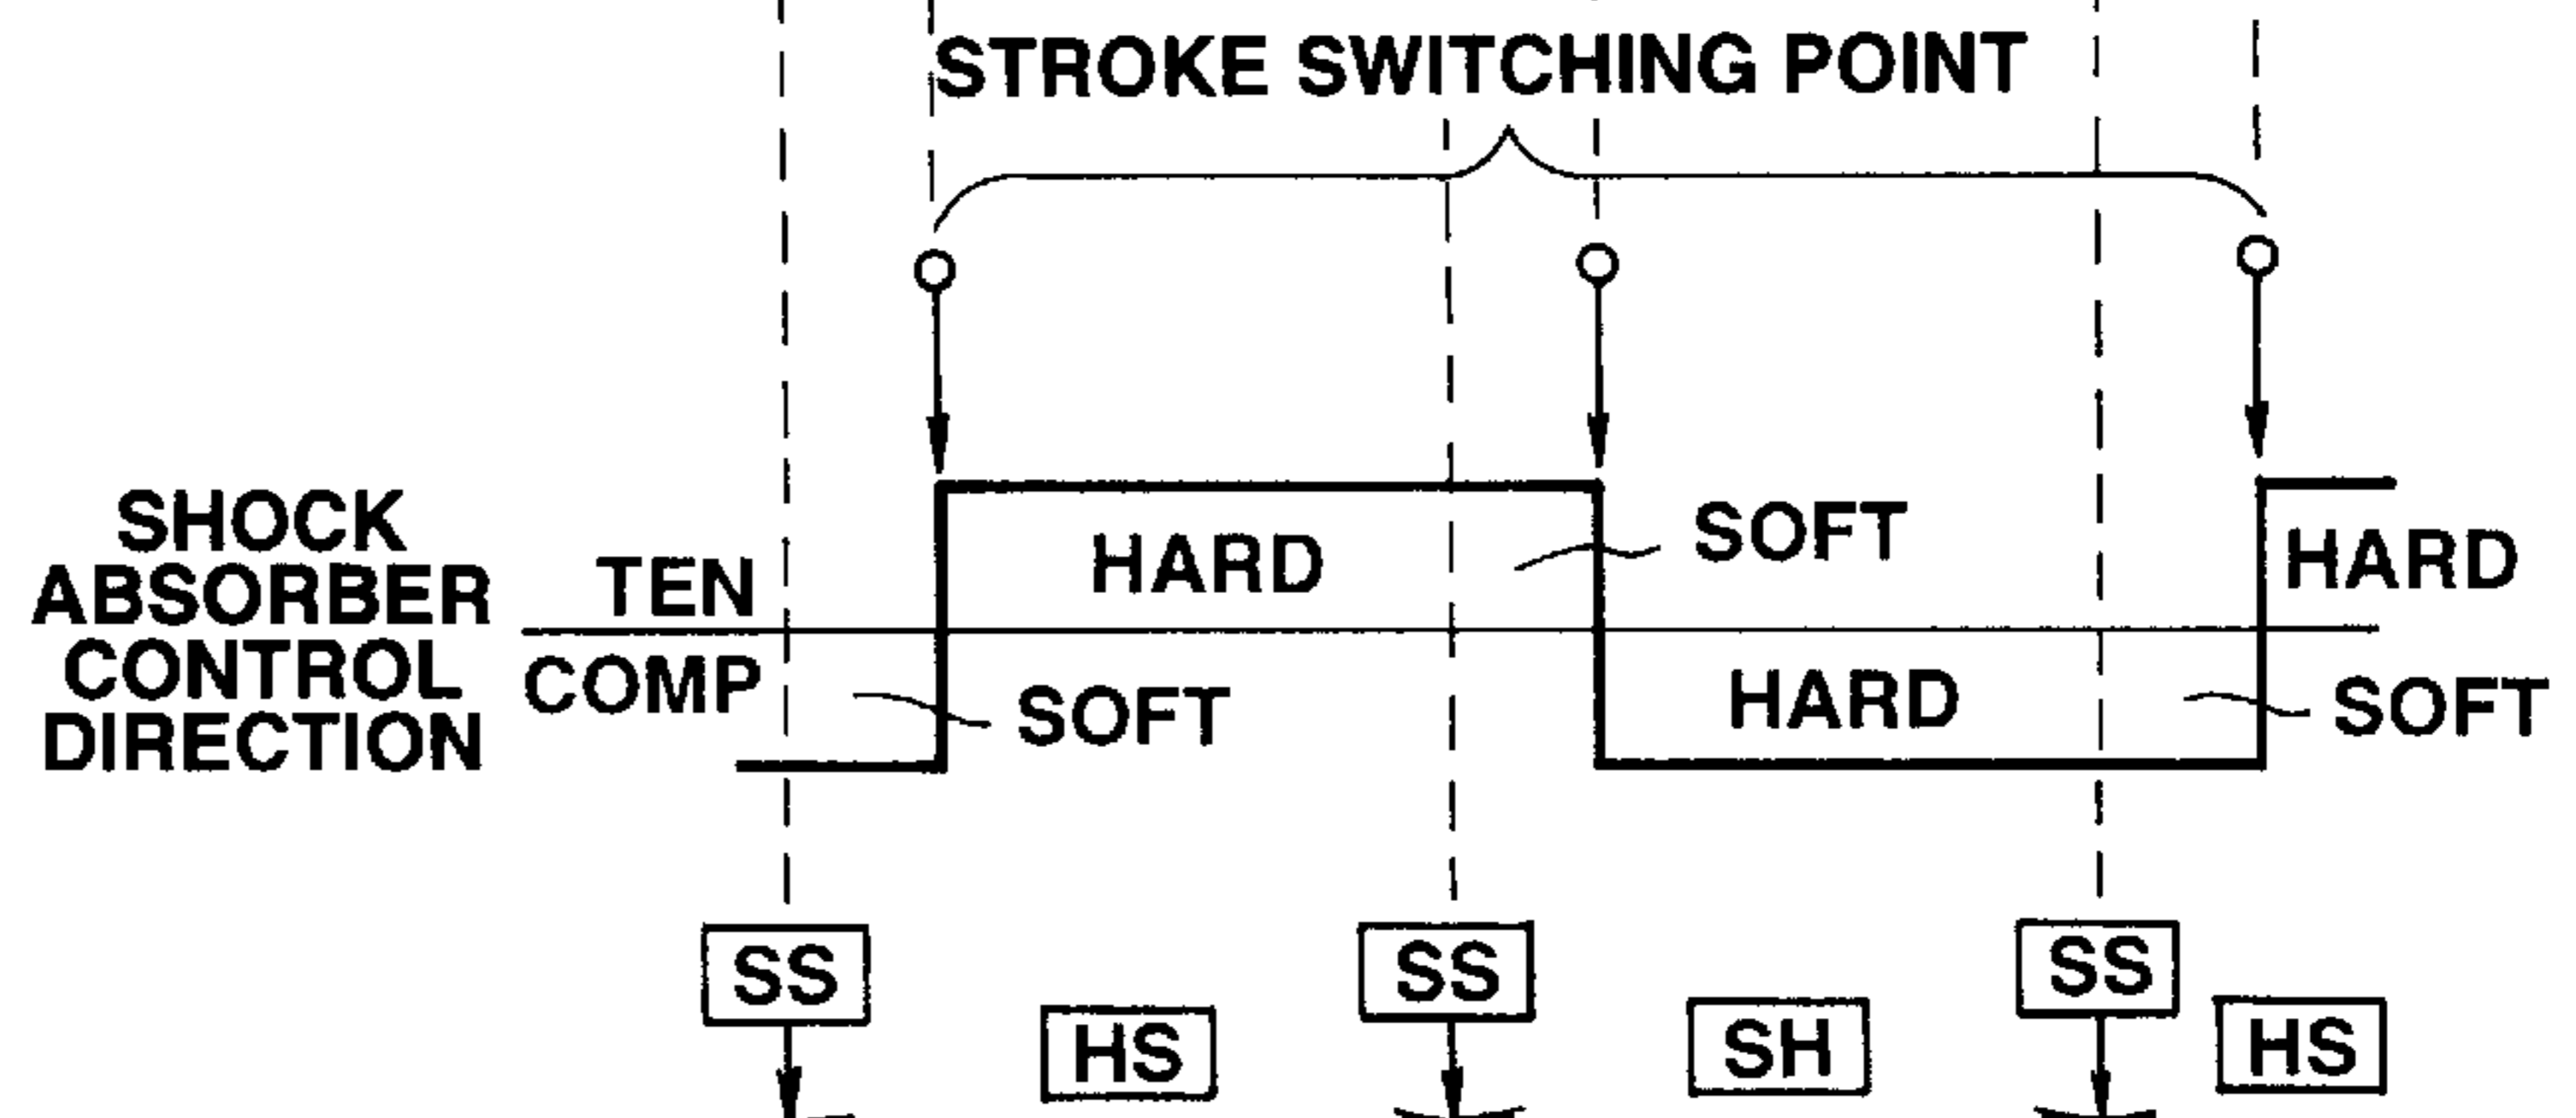 STROKE SWITCHING POINT
SHOCK
ABSORBER
CONTROL
DIRECTION
TEN
COMP
HARD
SOFT
HARD
SOFT
HARD
SOFT
SS
SS
SS
HS
SH
HS